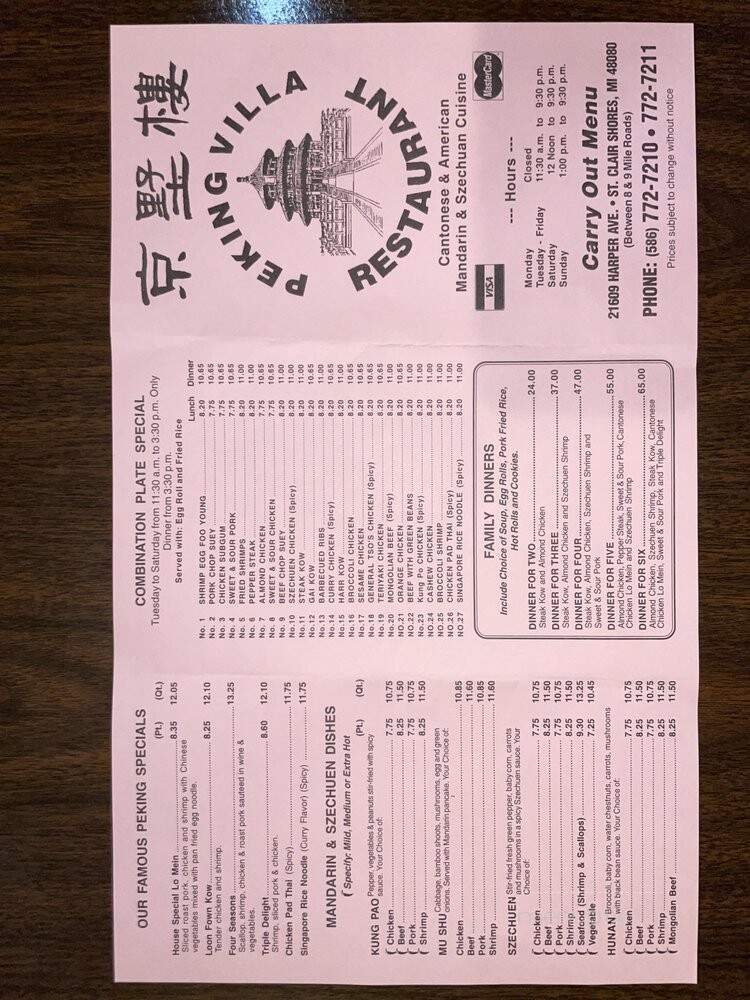 OUR FAMOUS PEKING SPECIALS
(Pt.) (Qt.)
House Special Lo Mein 8.35 12.05
Sliced roast pork, chicken and shrimp with Chinese
vegetables mixed with pan fried egg noodle.
Loon Fown Kow 8.25 12.10
Tender chicken and shrimp.
Four Seasons 13.25
Scallop, shrimp, chicken & roast pork sauteed in wine &
vegetables.
Triple Delight 8.60 12.10
Shrimp, sliced pork & chicken.
Chicken Pad Thai (Spicy) 11.75
Singapore Rice Noodle (Curry Flavor) (Spicy) 11.75
MANDARIN & SZECHUEN DISHES
( Specify: Mild, Medium or Extra Hot
(Pt.) (Qt.)
KUNG PAO Pepper, vegetables & peanuts stir-fried with spicy
sauce. Your Choice of:
( Chicken 7.75 10.75
( Beef 8.25 11.50
( Pork 7.75 10.75
( Shrimp 8.25 11.50
MU SHU Cabbage, bamboo shoots, mushrooms, egg and green
onions, served with Mandarin pancake. Your Choice of:
Chicken 10.85
Beef 11.60
Pork 10.85
Shrimp 11.60
SZECHUEN Stir-fried fresh green pepper, baby corn, carrots
and mushrooms in a spicy Szechuen sauce. Your
Choice of:
( Chicken 7.75 10.75
( Beef 8.25 11.50
( Pork 7.75 10.75
( Shrimp 8.25 11.50
( Seafood (Shrimp & Scallops) 9.30 13.25
( Vegetable 7.25 10.45
HUNAN Broccoli, baby corn, water chestnuts, carrots, mushrooms
with black bean sauce. Your Choice of:
( Chicken 7.75 10.75
( Beef 8.25 11.50
( Pork 7.75 10.75
( Shrimp 8.25 11.50
( Mongolian Beef 8.25 11.50
COMBINATION PLATE SPECIAL
Tuesday to Saturday from 11:30 a.m. to 3:30 p.m. Only
Dinner from 3:30 p.m.
Served with: Egg Roll and Fried Rice
Lunch Dinner
No. 1 SHRIMP EGG FOO YOUNG 8.20 10.65
No. 2 PORK CHOP SUEY 7.75 10.65
No. 3 CHICKEN SUBGUM 7.75 10.65
No. 4 SWEET & SOUR PORK 7.75 10.65
No. 5 FRIED SHRIMPS 8.20 11.00
No. 6 PEPPER STEAK 8.20 11.00
No. 7 ALMOND CHICKEN 7.75 10.65
No. 8 SWEET & SOUR CHICKEN 7.75 10.65
No. 9 BEEF CHOP SUEY 8.20 11.00
No. 10 SZECHUEN CHICKEN (Spicy) 8.20 11.00
No. 11 STEAK KOW 8.20 11.00
No. 12 GAI KOW 8.20 10.65
No. 13 BARBECUED RIBS 8.20 11.00
No. 14 CURRY CHICKEN (Spicy) 8.20 10.65
No. 15 HARR KOW 8.20 11.00
No. 16 BROCCOLI CHICKEN 8.20 10.65
No. 17 SESAME CHICKEN 8.20
No. 18 GENERAL TSO'S CHICKEN (Spicy) 8.20
No. 19 TERIYAKI CHICKEN 8.20
No. 20 MONGOLIAN BEEF (Spicy) 8.20
NO.21 ORANGE CHICKEN 8.20
NO.22 BEEF WITH GREEN BEANS 8.20
No.23 Kung Po CHICKEN (Spicy) 8.20
NO.24 CASHEW CHICKEN 8.20
NO.25 BROCCOLI SHRIMP 8.20 11.00
NO.26 CHICKEN PAD THAI (Spicy) 8.20 11.00
NO.27 SINGAPORE RICE NOODLE (Spicy) 8.20 11.00
FAMILY DINNERS
Include Choice of Soup, Egg Rolls, Pork Fried Rice,
Hot Rolls and Cookies.
DINNER FOR TWO 24.00
Steak Kow and Almond Chicken
DINNER FOR THREE 37.00
Steak Kow, Almond Chicken and Szechuen Shrimp
DINNER FOR FOUR 47.00
Steak Kow, Almond Chicken, Szechuen Shrimp and
Sweet & Sour Pork
DINNER FOR FIVE 55.00
Almond Chicken, Pepper Steak, Sweet & Sour Pork, Cantonese
Chicken Lo Mein and Szechuen Shrimp
DINNER FOR SIX 65.00
Almond Chicken, Szechuen Shrimp, Steak Kow, Cantonese
Chicken Lo Mein, Sweet & Sour Pork and Triple Delight
京墅樓
PEKING VILLA
RESTAURANT
Cantonese & American
Mandarin & Szechuan Cuisine
VISA
MasterCard
--- Hours ---
Monday Closed
Tuesday - Friday 11:30 a.m. to 9:30 p.m.
Saturday 12 Noon to 9:30 p.m.
Sunday 1:00 p.m. to 9:30 p.m.
Carry Out Menu
21609 HARPER AVE. • ST. CLAIR SHORES, MI 48080
(Between 8 & 9 Mile Roads)
PHONE: (586) 772-7210 • 772-7211
Prices subject to change without notice